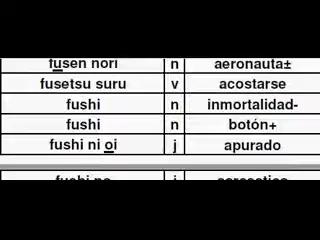 fusen nori n aeronauta±
fusetsu suru v acostarse
fushi n inmortalidad-
fushi n botón+
fushi ni oi j apurado